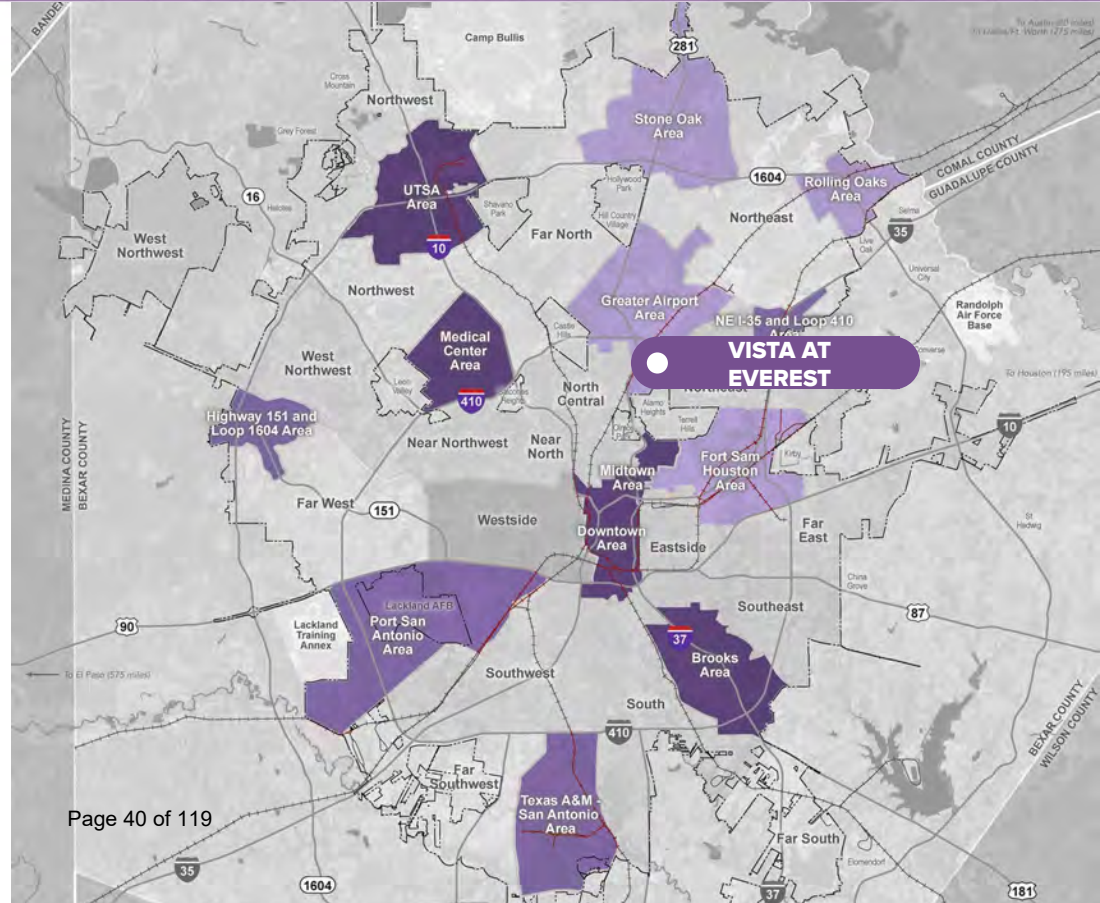 BANDE
Camp Bullis
281
To Austin (80 miles)
Cross
Mountain
Northwest
Stone Oak
Area
Grey Forest
COMAL COUNTY
GUADALUPE COUNTY
1604
Hollywood
Park
Rolling Oaks
Area
UTSA
Area
16
Helotes
Shavano
Park
Hill Country
Village
Northeast
Selma
35
Far North
Live
Oak
West
Northwest
10
Universal
City
Northwest
Greater Airport
Area
NE I-35 and Loop 410
Area
Randolph
Air Force
Base
Castle
Hills
Medical
Center
Area
VISTA AT
EVEREST
West
Northwest
Leon
Valley
North
Central
Northeast
To Houston (195 miles)
410
Alamo
Heights
Terrell
Hills
Highway 151 and
Loop 1604 Area
10
Near Northwest
Near
North
Kirby
Fort Sam
Houston
Area
MEDINA COUNTY
BEXAR COUNTY
Midtown
Area
Far West
151
Westside
St
Hedwig
Downtown
Area
Far
East
Eastside
China
Grove
Lackland AFB
Southeast
87
90
Lackland
Training
Annex
Port San
Antonio
Area
37
Brooks
Area
To El Paso (575 miles)
Southwest
South
410
BEXAR COUNTY
WILSON COUNTY
Far
Southwest
Page 40 of 119
Texas A&M -
San Antonio
Area
Far South
Elmendorf
35
1604
37
181